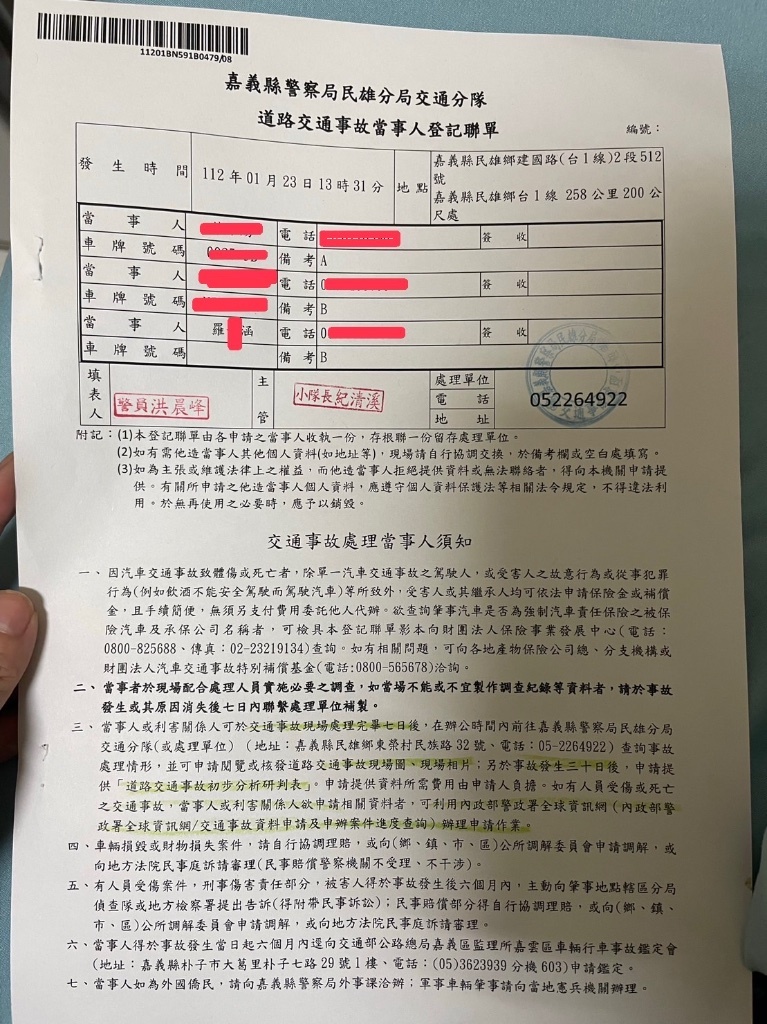 11201BNS91B0479/08
嘉義縣警察局民雄分局交通分隊
道路交通事故當事人登記聯單
編號：
發生時間
112年01月23日13時31分
地點
嘉義縣民雄鄉建國路(台1線)2段512
號
嘉義縣民雄鄉台1線 258公里200公
尺處
當事人
電話
簽收
車牌號碼
備考 A
當事人
電話 0
簽收
車牌號碼
備考 B
當事人 羅 涵
電話 0
簽收
車牌號碼
備考 B
填表人
警員洪晨峰
主管
小隊長紀清溪
處理單位
電話
地址
052264922
附記：(1)本登記聯單由各申請之當事人收執一份，存根聯一份留存處理單位。
(2)如有需他造當事人其他個人資料(如地址等)，現場請自行協調交換，於備考欄或空白處填寫。
(3)如為主張或維護法律上之權益，而他造當事人拒絕提供資料或無法聯絡者，得向本機關申請提
供。有關所申請之他造當事人個人資料，應遵守個人資料保護法等相關法令規定，不得違法利
用。於無再使用之必要時，應予以銷毀。
交通事故處理當事人須知
一、因汽車交通事故致體傷或死亡者，除單一汽車交通事故之駕駛人，或受害人之故意行為或從事犯罪
行為(例如飲酒不能安全駕駛而駕駛汽車)等所致外，受害人或其繼承人均可依法申請保險金或補償
金，且手續簡便，無須另支付費用委託他人代辦。欲查詢肇事汽車是否為強制汽車責任保險之被保
險汽車及承保公司名稱者，可檢具本登記聯單影本向財團法人保險事業發展中心(電話：
0800-825688、傳真：02-23219134)查詢。如有相關問題，可向各地產物保險公司總、分支機構或
財團法人汽車交通事故特別補償基金(電話:0800-565678)洽詢。
二、當事者於現場配合處理人員實施必要之調查，如當場不能或不宜製作調查紀錄等資料者，請於事故
發生或其原因消失後七日內聯繫處理單位補製。
三、當事人或利害關係人可於交通事故現場處理完畢七日後，在辦公時間內前往嘉義縣警察局民雄分局
交通分隊(或處理單位)（地址：嘉義縣民雄鄉東榮村民族路32號、電話：05-2264922）查詢事故
處理情形，並可申請閱覽或核發道路交通事故現場圖、現場相片；另於事故發生三十日後，申請提
供「道路交通事故初步分析研判表」。申請提供資料所需費用由申請人負擔。如有人員受傷或死亡
之交通事故，當事人或利害關係人欲申請相關資料者，可利用內政部警政署全球資訊網（內政部警
政署全球資訊網/交通事故資料申請及申辦案件進度查詢）辦理申請作業。
四、車輛損毀或財物損失案件，請自行協調理賠，或向(鄉、鎮、市、區)公所調解委員會申請調解，或
向地方法院民事庭訴請審理(民事賠償警察機關不受理、不干涉)。
五、有人員受傷案件，刑事傷害責任部分，被害人得於事故發生後六個月內，主動向肇事地點轄區分局
偵查隊或地方檢察署提出告訴(得附帶民事訴訟)；民事賠償部分得自行協調理賠，或向(鄉、鎮、
市、區)公所調解委員會申請調解，或向地方法院民事庭訴請審理。
六、當事人得於事故發生當日起六個月內逕向交通部公路總局嘉義區監理所嘉雲區車輛行車事故鑑定會
(地址：嘉義縣朴子市大葛里朴子七路29號1樓、電話：(05)3623939分機603)申請鑑定。
七、當事人如為外國僑民，請向嘉義縣警察局外事課洽辦；軍事車輛肇事請向當地憲兵機關辦理。